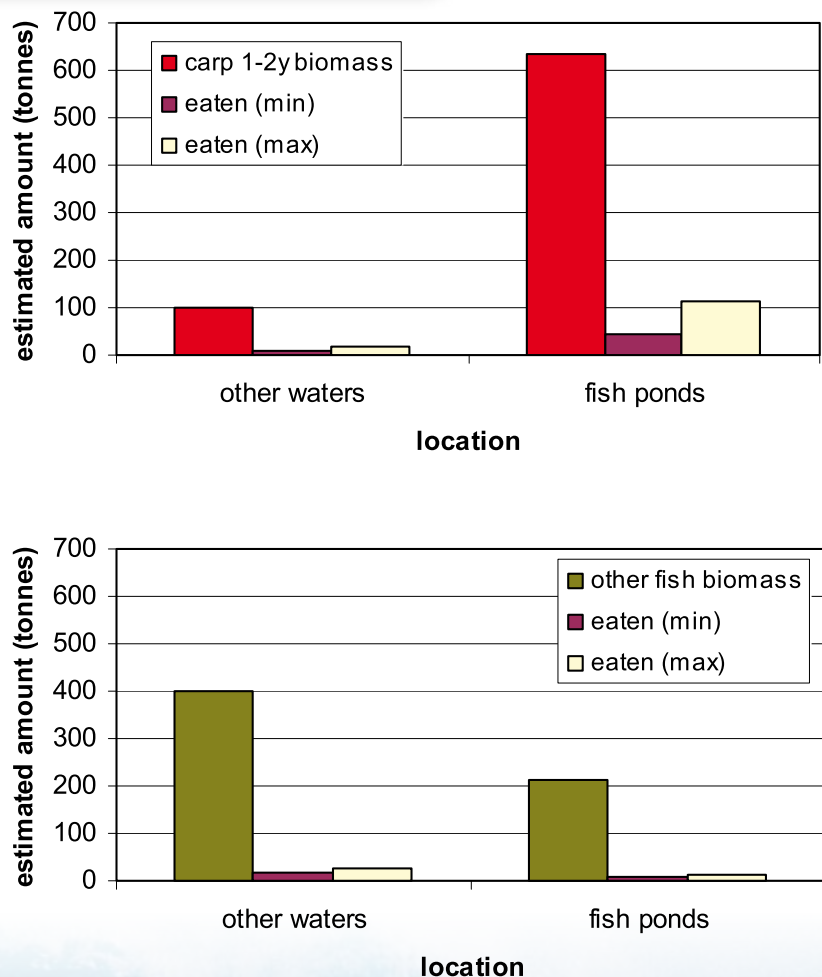 estimated amount (tonnes)
700
600
500
400
300
200
100
0
carp 1-2y biomass
eaten (min)
eaten (max)
other waters
fish ponds
location
estimated amount (tonnes)
700
600
500
400
300
200
100
0
other fish biomass
eaten (min)
eaten (max)
other waters
fish ponds
location